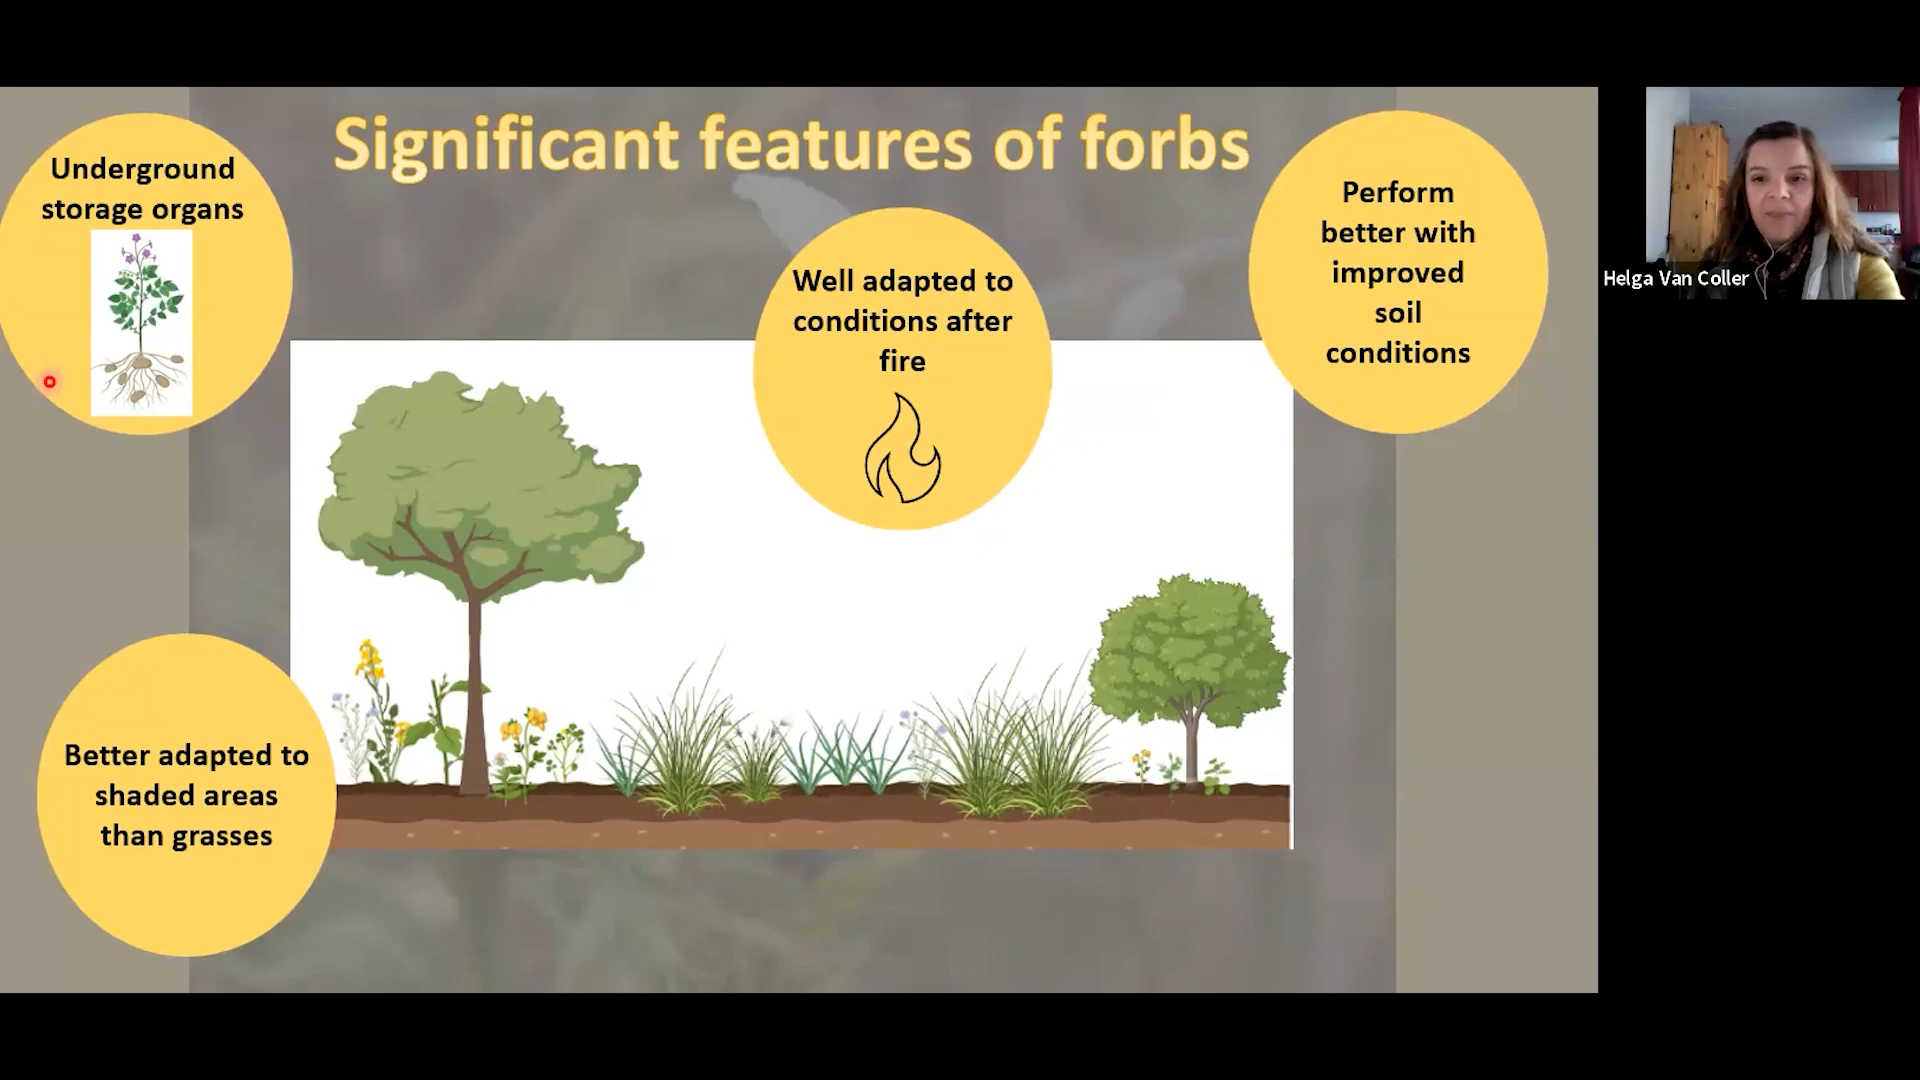 Significant features of forbs
Underground
storage organs
Well adapted to
conditions after
fire
Perform
better with
improved
soil
conditions
Helga Van Coller
Better adapted to
shaded areas
than grasses